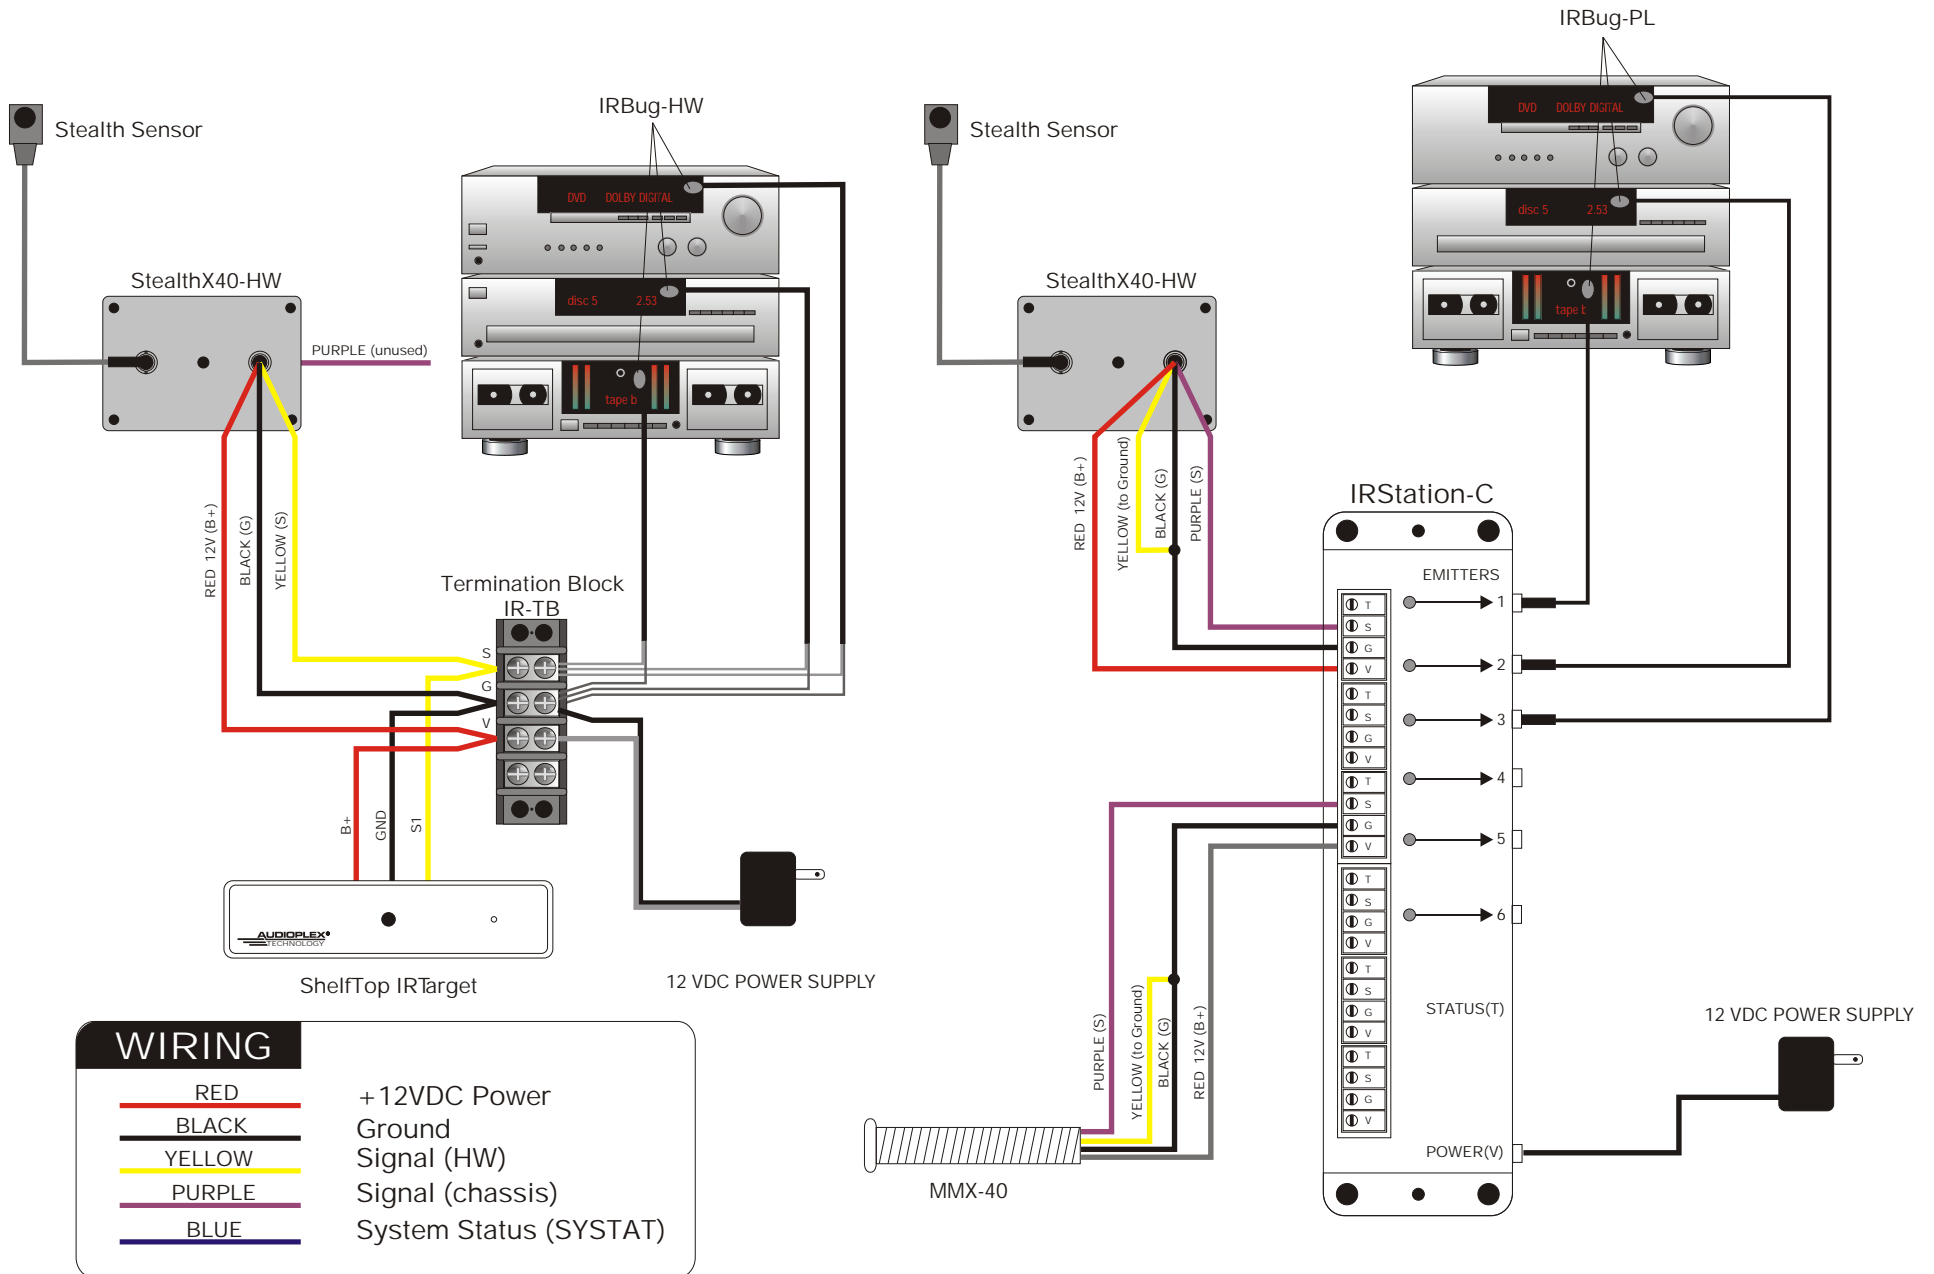 IRBug-PL
IRBug-HW
Stealth Sensor
DVD DOLBY DIGITAL
disc 5 2.53
tape b
StealthX40-HW
PURPLE (unused)
RED 12V (B+)
BLACK (G)
YELLOW (S)
Termination Block
IR-TB
S
G
V
B+
GND
S1
AUDIOPLEX®
TECHNOLOGY
ShelfTop IRTarget
12 VDC POWER SUPPLY
Stealth Sensor
DVD DOLBY DIGITAL
disc 5 2.53
tape b
StealthX40-HW
RED 12V (B+)
YELLOW (to Ground)
BLACK (G)
PURPLE (S)
IRStation-C
EMITTERS
T
S
G
V
T
S
G
V
T
S
G
V
T
S
G
V
T
S
G
V
T
S
G
V
1
2
3
4
5
6
STATUS(T)
POWER(V)
12 VDC POWER SUPPLY
PURPLE (S)
YELLOW (to Ground)
BLACK (G)
RED 12V (B+)
MMX-40
WIRING
RED +12VDC Power
BLACK Ground
YELLOW Signal (HW)
PURPLE Signal (chassis)
BLUE System Status (SYSTAT)